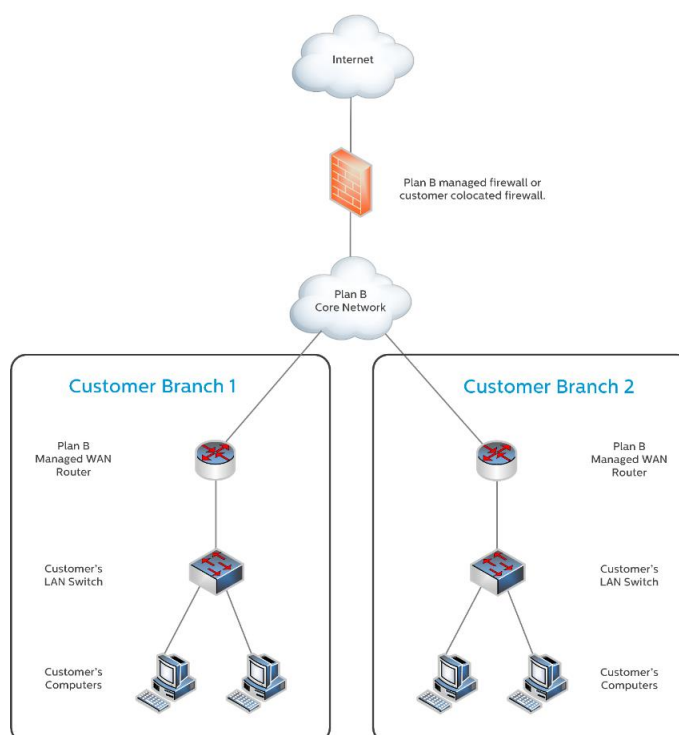 Internet
Plan B managed firewall or
customer colocated firewall.
Plan B
Core Network
Customer Branch 1
Plan B
Managed WAN
Router
Customer's
LAN Switch
Customer's
Computers
Customer Branch 2
Plan B
Managed WAN
Router
Customer's
LAN Switch
Customer's
Computers